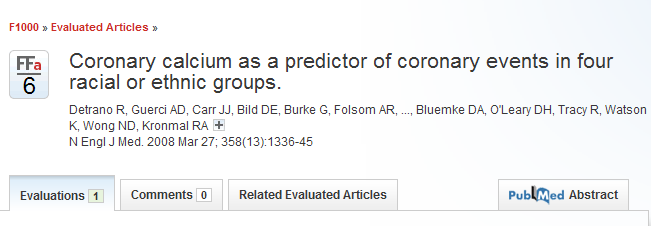 F1000 » Evaluated Articles »
FFa
6
Coronary calcium as a predictor of coronary events in four
racial or ethnic groups.
Detrano R, Guerci AD, Carr JJ, Bild DE, Burke G, Folsom AR, ..., Bluemke DA, O'Leary DH, Tracy R, Watson
K, Wong ND, Kronmal RA +
N Engl J Med. 2008 Mar 27; 358(13):1336-45
Evaluations 1 Comments 0 Related Evaluated Articles PubMed Abstract